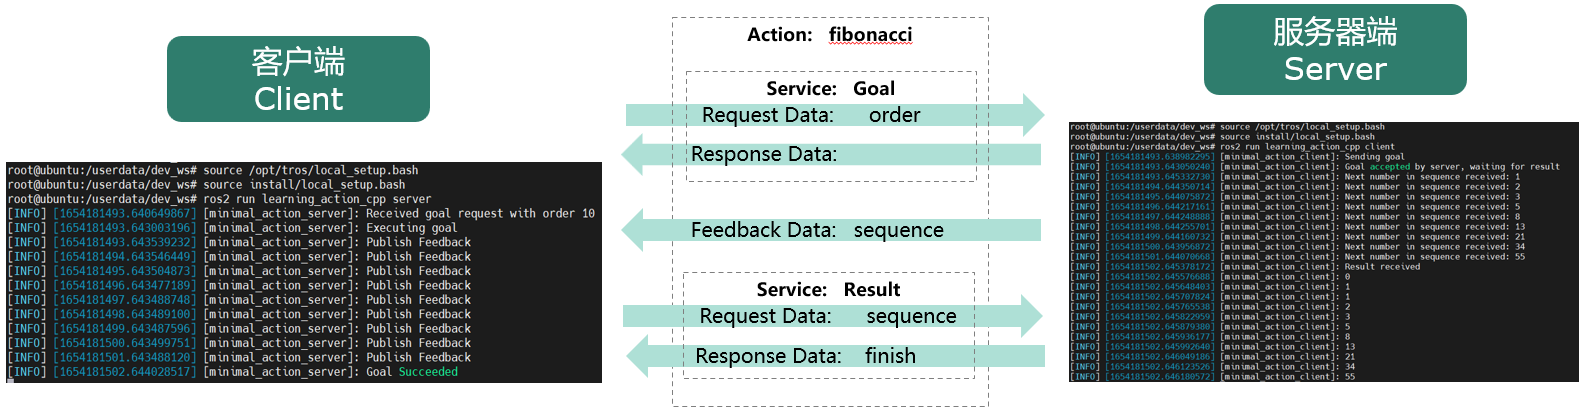 客户端
Client
root@ubuntu:/userdata/dev_ws# source /opt/tros/local_setup.bash
root@ubuntu:/userdata/dev_ws# source install/local_setup.bash
root@ubuntu:/userdata/dev_ws# ros2 run learning_action_cpp server
[INFO] [1654181493.640649867] [minimal_action_server]: Received goal request with order 10
[INFO] [1654181493.643003196] [minimal_action_server]: Executing goal
[INFO] [1654181493.643539232] [minimal_action_server]: Publish Feedback
[INFO] [1654181494.643546449] [minimal_action_server]: Publish Feedback
[INFO] [1654181495.643504873] [minimal_action_server]: Publish Feedback
[INFO] [1654181496.643477189] [minimal_action_server]: Publish Feedback
[INFO] [1654181497.643488748] [minimal_action_server]: Publish Feedback
[INFO] [1654181498.643489100] [minimal_action_server]: Publish Feedback
[INFO] [1654181499.643487596] [minimal_action_server]: Publish Feedback
[INFO] [1654181500.643499751] [minimal_action_server]: Publish Feedback
[INFO] [1654181501.643488120] [minimal_action_server]: Publish Feedback
[INFO] [1654181502.644028517] [minimal_action_server]: Goal Succeeded
Action: fibonacci
Service: Goal
Request Data: order
Response Data:
Feedback Data: sequence
Service: Result
Request Data: sequence
Response Data: finish
服务器端
Server
root@ubuntu:/userdata/dev_ws# source /opt/tros/local_setup.bash
root@ubuntu:/userdata/dev_ws# source install/local_setup.bash
root@ubuntu:/userdata/dev_ws# ros2 run learning_action_cpp client
[INFO] [1654181493.638982295] [minimal_action_client]: Sending goal
[INFO] [1654181493.643050240] [minimal_action_client]: Goal accepted by server, waiting for result
[INFO] [1654181493.645332730] [minimal_action_client]: Next number in sequence received: 1
[INFO] [1654181494.644350714] [minimal_action_client]: Next number in sequence received: 2
[INFO] [1654181495.644075872] [minimal_action_client]: Next number in sequence received: 3
[INFO] [1654181496.644217161] [minimal_action_client]: Next number in sequence received: 5
[INFO] [1654181497.644248888] [minimal_action_client]: Next number in sequence received: 8
[INFO] [1654181498.644255701] [minimal_action_client]: Next number in sequence received: 13
[INFO] [1654181499.644160732] [minimal_action_client]: Next number in sequence received: 21
[INFO] [1654181500.643956872] [minimal_action_client]: Next number in sequence received: 34
[INFO] [1654181501.644070668] [minimal_action_client]: Next number in sequence received: 55
[INFO] [1654181502.645378172] [minimal_action_client]: Result received
[INFO] [1654181502.645576688] [minimal_action_client]: 0
[INFO] [1654181502.645648403] [minimal_action_client]: 1
[INFO] [1654181502.645707824] [minimal_action_client]: 1
[INFO] [1654181502.645765538] [minimal_action_client]: 2
[INFO] [1654181502.645822959] [minimal_action_client]: 3
[INFO] [1654181502.645879300] [minimal_action_client]: 5
[INFO] [1654181502.645936177] [minimal_action_client]: 8
[INFO] [1654181502.645992640] [minimal_action_client]: 13
[INFO] [1654181502.646049186] [minimal_action_client]: 21
[INFO] [1654181502.646123526] [minimal_action_client]: 34
[INFO] [1654181502.646180572] [minimal_action_client]: 55